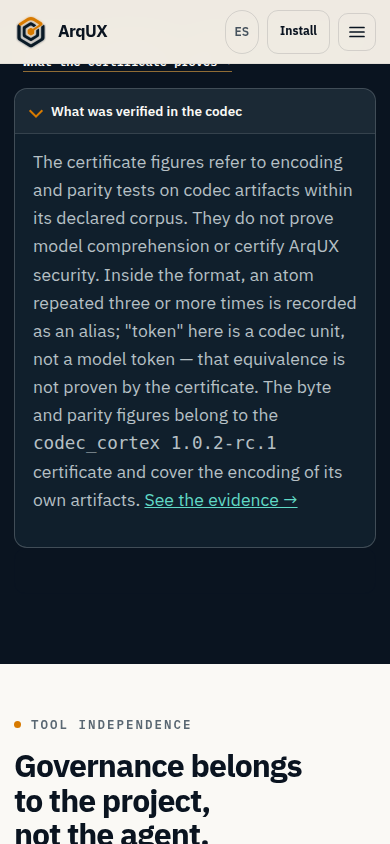 ArqUX
ES
Install
What the certificate proves
What was verified in the codec
The certificate figures refer to encoding
and parity tests on codec artifacts within
its declared corpus. They do not prove
model comprehension or certify ArqUX
security. Inside the format, an atom
repeated three or more times is recorded
as an alias; "token" here is a codec unit,
not a model token — that equivalence is
not proven by the certificate. The byte
and parity figures belong to the
codec_cortex 1.0.2-rc.1
certificate and cover the encoding of its
own artifacts. See the evidence →
TOOL INDEPENDENCE
Governance belongs
to the project,
not the agent.